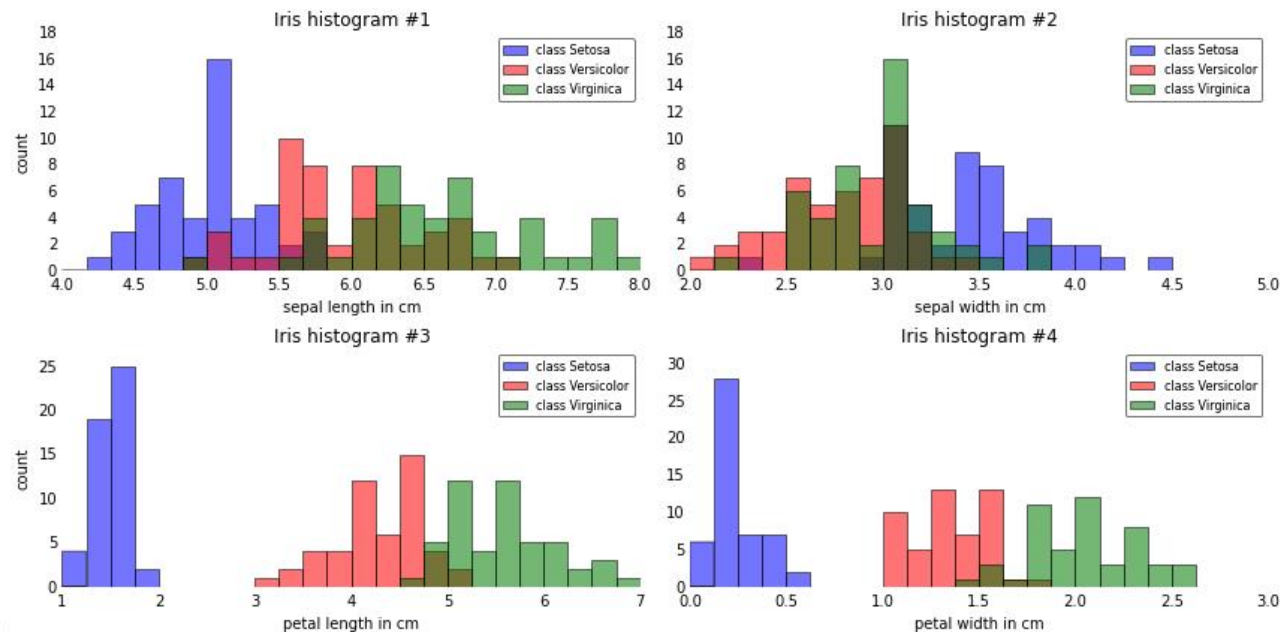 Iris histogram #1
18
16
14
12
10
8
6
4
2
0
count
class Setosa
class Versicolor
class Virginica
4.0 4.5 5.0 5.5 6.0 6.5 7.0 7.5 8.0
sepal length in cm
Iris histogram #2
18
16
14
12
10
8
6
4
2
0
class Setosa
class Versicolor
class Virginica
2.0 2.5 3.0 3.5 4.0 4.5 5.0
sepal width in cm
Iris histogram #3
25
20
15
10
5
0
count
class Setosa
class Versicolor
class Virginica
1 2 3 4 5 6 7
petal length in cm
Iris histogram #4
30
25
20
15
10
5
0
class Setosa
class Versicolor
class Virginica
0.0 0.5 1.0 1.5 2.0 2.5 3.0
petal width in cm